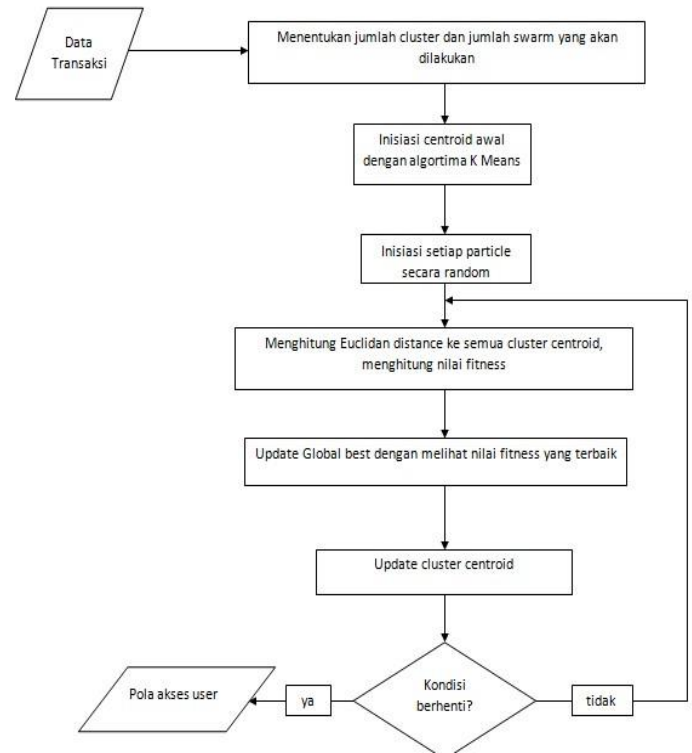 Data
Transaksi
Menentukan jumlah cluster dan jumlah swarm yang akan
dilakukan
Inisiasi centroid awal
dengan algortima K Means
Inisiasi setiap particle
secara random
Menghitung Euclidan distance ke semua cluster centroid,
menghitung nilai fitness
Update Global best dengan melihat nilai fitness yang terbaik
Update cluster centroid
Kondisi
berhenti?
ya
tidak
Pola akses user